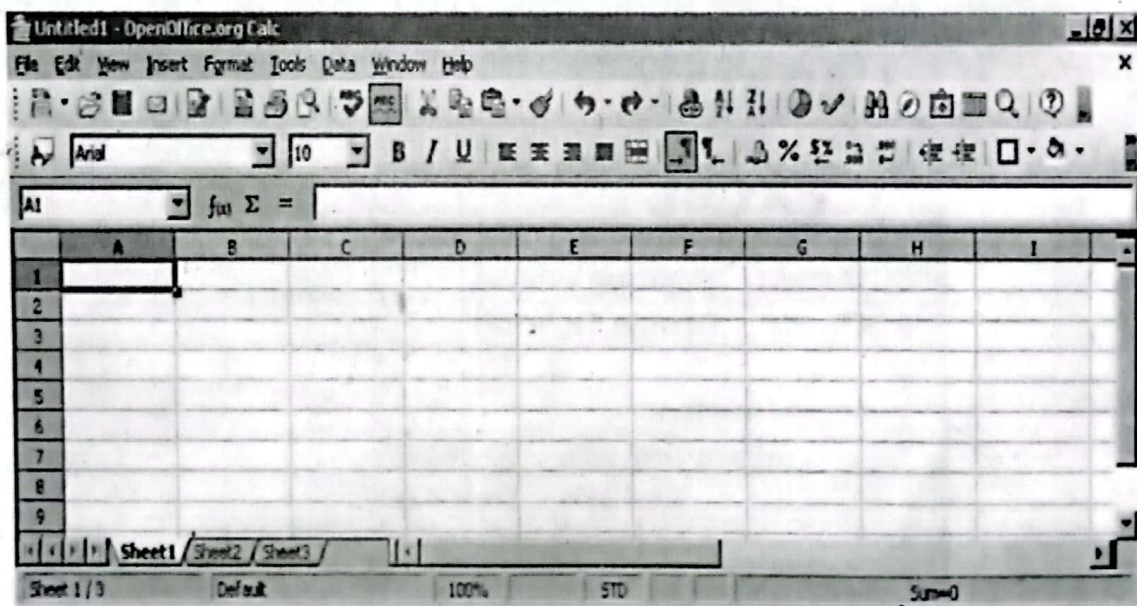 Untitled1 - OpenOffice.org Calc
File Edit View Insert Format Tools Data Window Help
Arial 10 B I U %
A1 f(x) Σ =
A B C D E F G H I
1
2
3
4
5
6
7
8
9
Sheet1 Sheet2 Sheet3
Sheet 1 / 3 Default 100% STD Sum=0